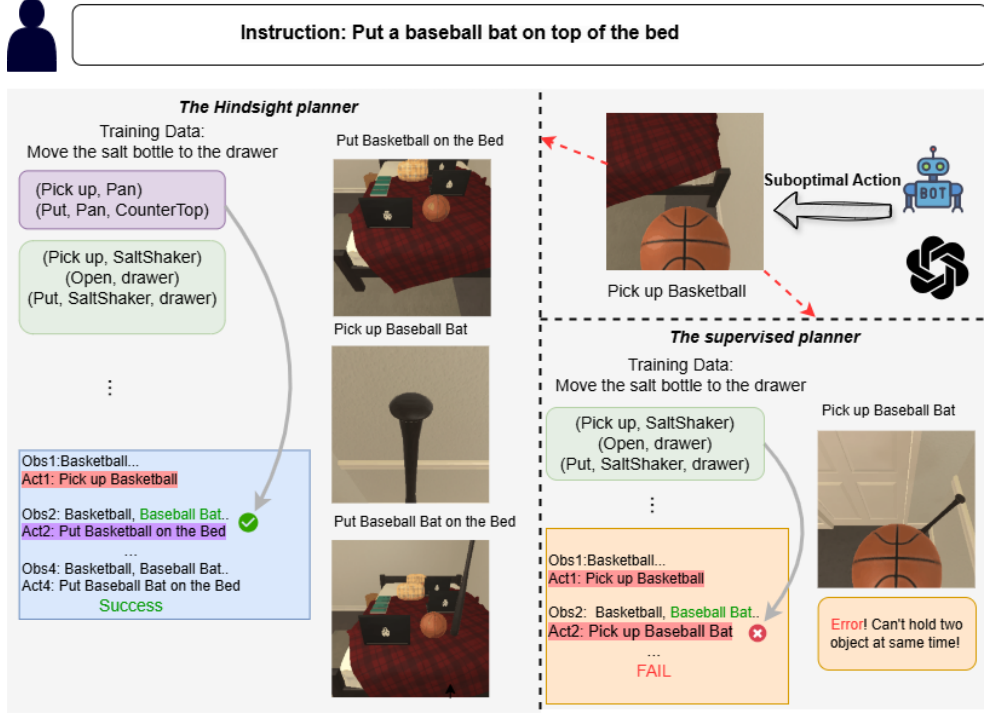 Instruction: Put a baseball bat on top of the bed
The Hindsight planner
Training Data:
Move the salt bottle to the drawer
(Pick up, Pan)
(Put, Pan, CounterTop)
(Pick up, SaltShaker)
(Open, drawer)
(Put, SaltShaker, drawer)
⋮
Obs1:Basketball...
Act1: Pick up Basketball
Obs2: Basketball, Baseball Bat..
Act2: Put Basketball on the Bed
...
Obs4: Basketball, Baseball Bat..
Act4: Put Baseball Bat on the Bed
Success
Put Basketball on the Bed
Pick up Baseball Bat
Put Baseball Bat on the Bed
Suboptimal Action
BOT
Pick up Basketball
The supervised planner
Training Data:
Move the salt bottle to the drawer
(Pick up, SaltShaker)
(Open, drawer)
(Put, SaltShaker, drawer)
⋮
Obs1:Basketball...
Act1: Pick up Basketball
Obs2: Basketball, Baseball Bat..
Act2: Pick up Baseball Bat
...
FAIL
Pick up Baseball Bat
Error! Can't hold two
object at same time!